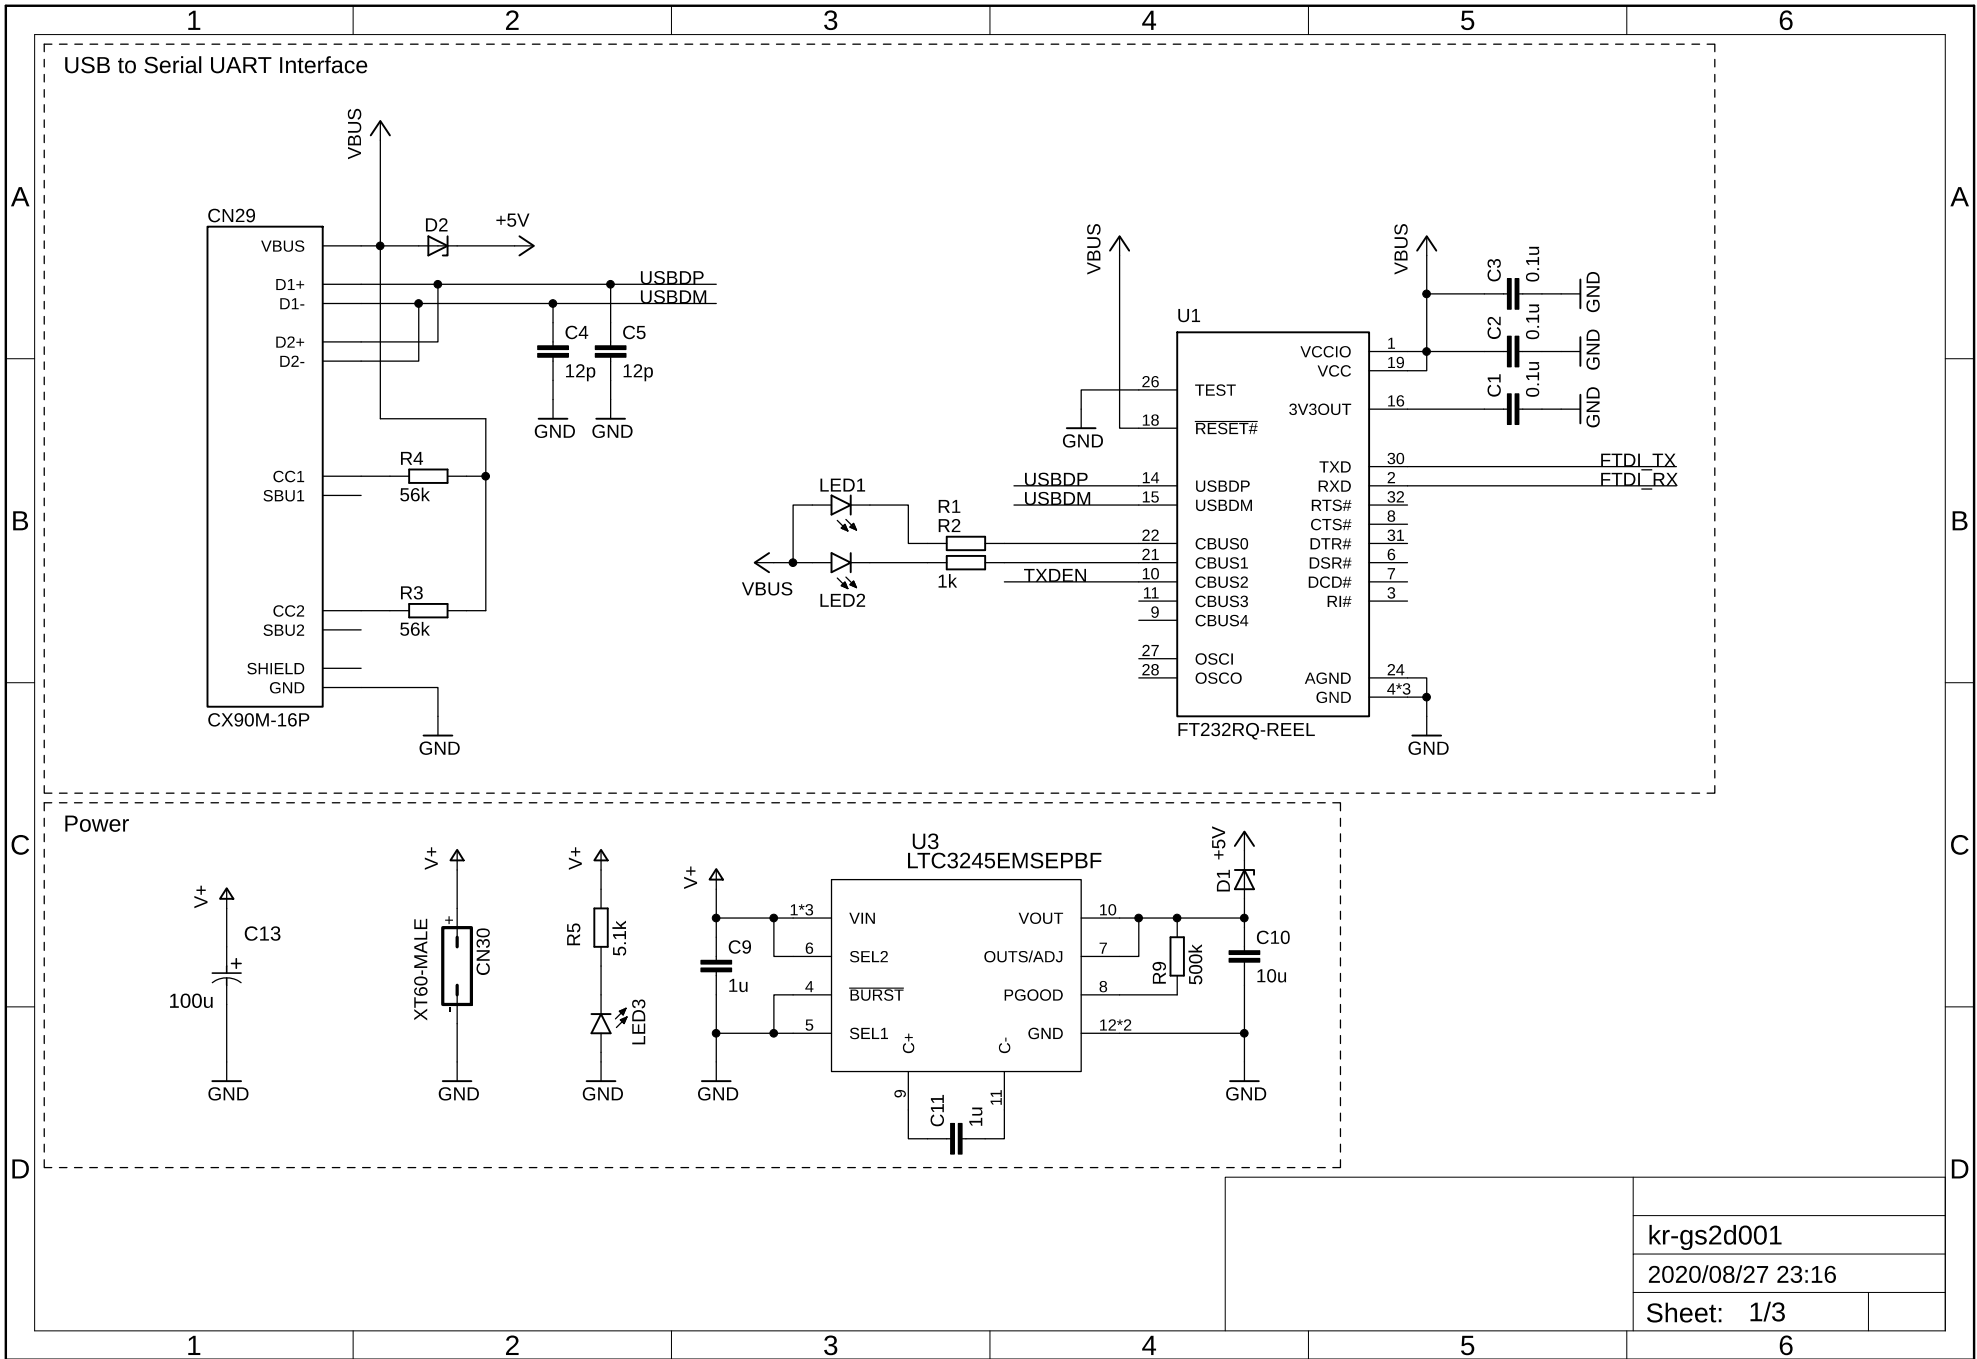 1 2 3 4 5 6
A
B
C
D
A
B
C
D
USB to Serial UART Interface
VBUS
CN29
VBUS
D1+
D1-
D2+
D2-
CC1
SBU1
CC2
SBU2
SHIELD
GND
CX90M-16P
D2
+5V
USBDP
USBDM
C4
12p
C5
12p
GND
GND
R4
56k
R3
56k
GND
LED1
LED2
VBUS
R1
R2
1k
USBDP
USBDM
TXDEN
VBUS
GND
U1
26 TEST
18 RESET#
14 USBDP
15 USBDM
22 CBUS0
21 CBUS1
10 CBUS2
11 CBUS3
9 CBUS4
27 OSCI
28 OSCO
VCCIO 1
VCC 19
3V3OUT 16
TXD 30
RXD 2
RTS# 32
CTS# 8
DTR# 31
DSR# 6
DCD# 7
RI# 3
AGND 24
GND 4*3
FT232RQ-REEL
VBUS
C3 0.1u GND
C2 0.1u GND
C1 0.1u GND
FTDI_TX
FTDI_RX
GND
Power
V+
C13
+
100u
GND
V+
XT60-MALE
+
-
CN30
GND
V+
R5
5.1k
LED3
GND
V+
C9
1u
GND
U3
LTC3245EMSEPBF
1*3 VIN
6 SEL2
4 BURST
5 SEL1
VOUT 10
OUTS/ADJ 7
PGOOD 8
GND 12*2
C+
C-
9
11
C11
1u
R9
500k
D1
+5V
C10
10u
GND
kr-gs2d001
2020/08/27 23:16
Sheet: 1/3
1 2 3 4 5 6